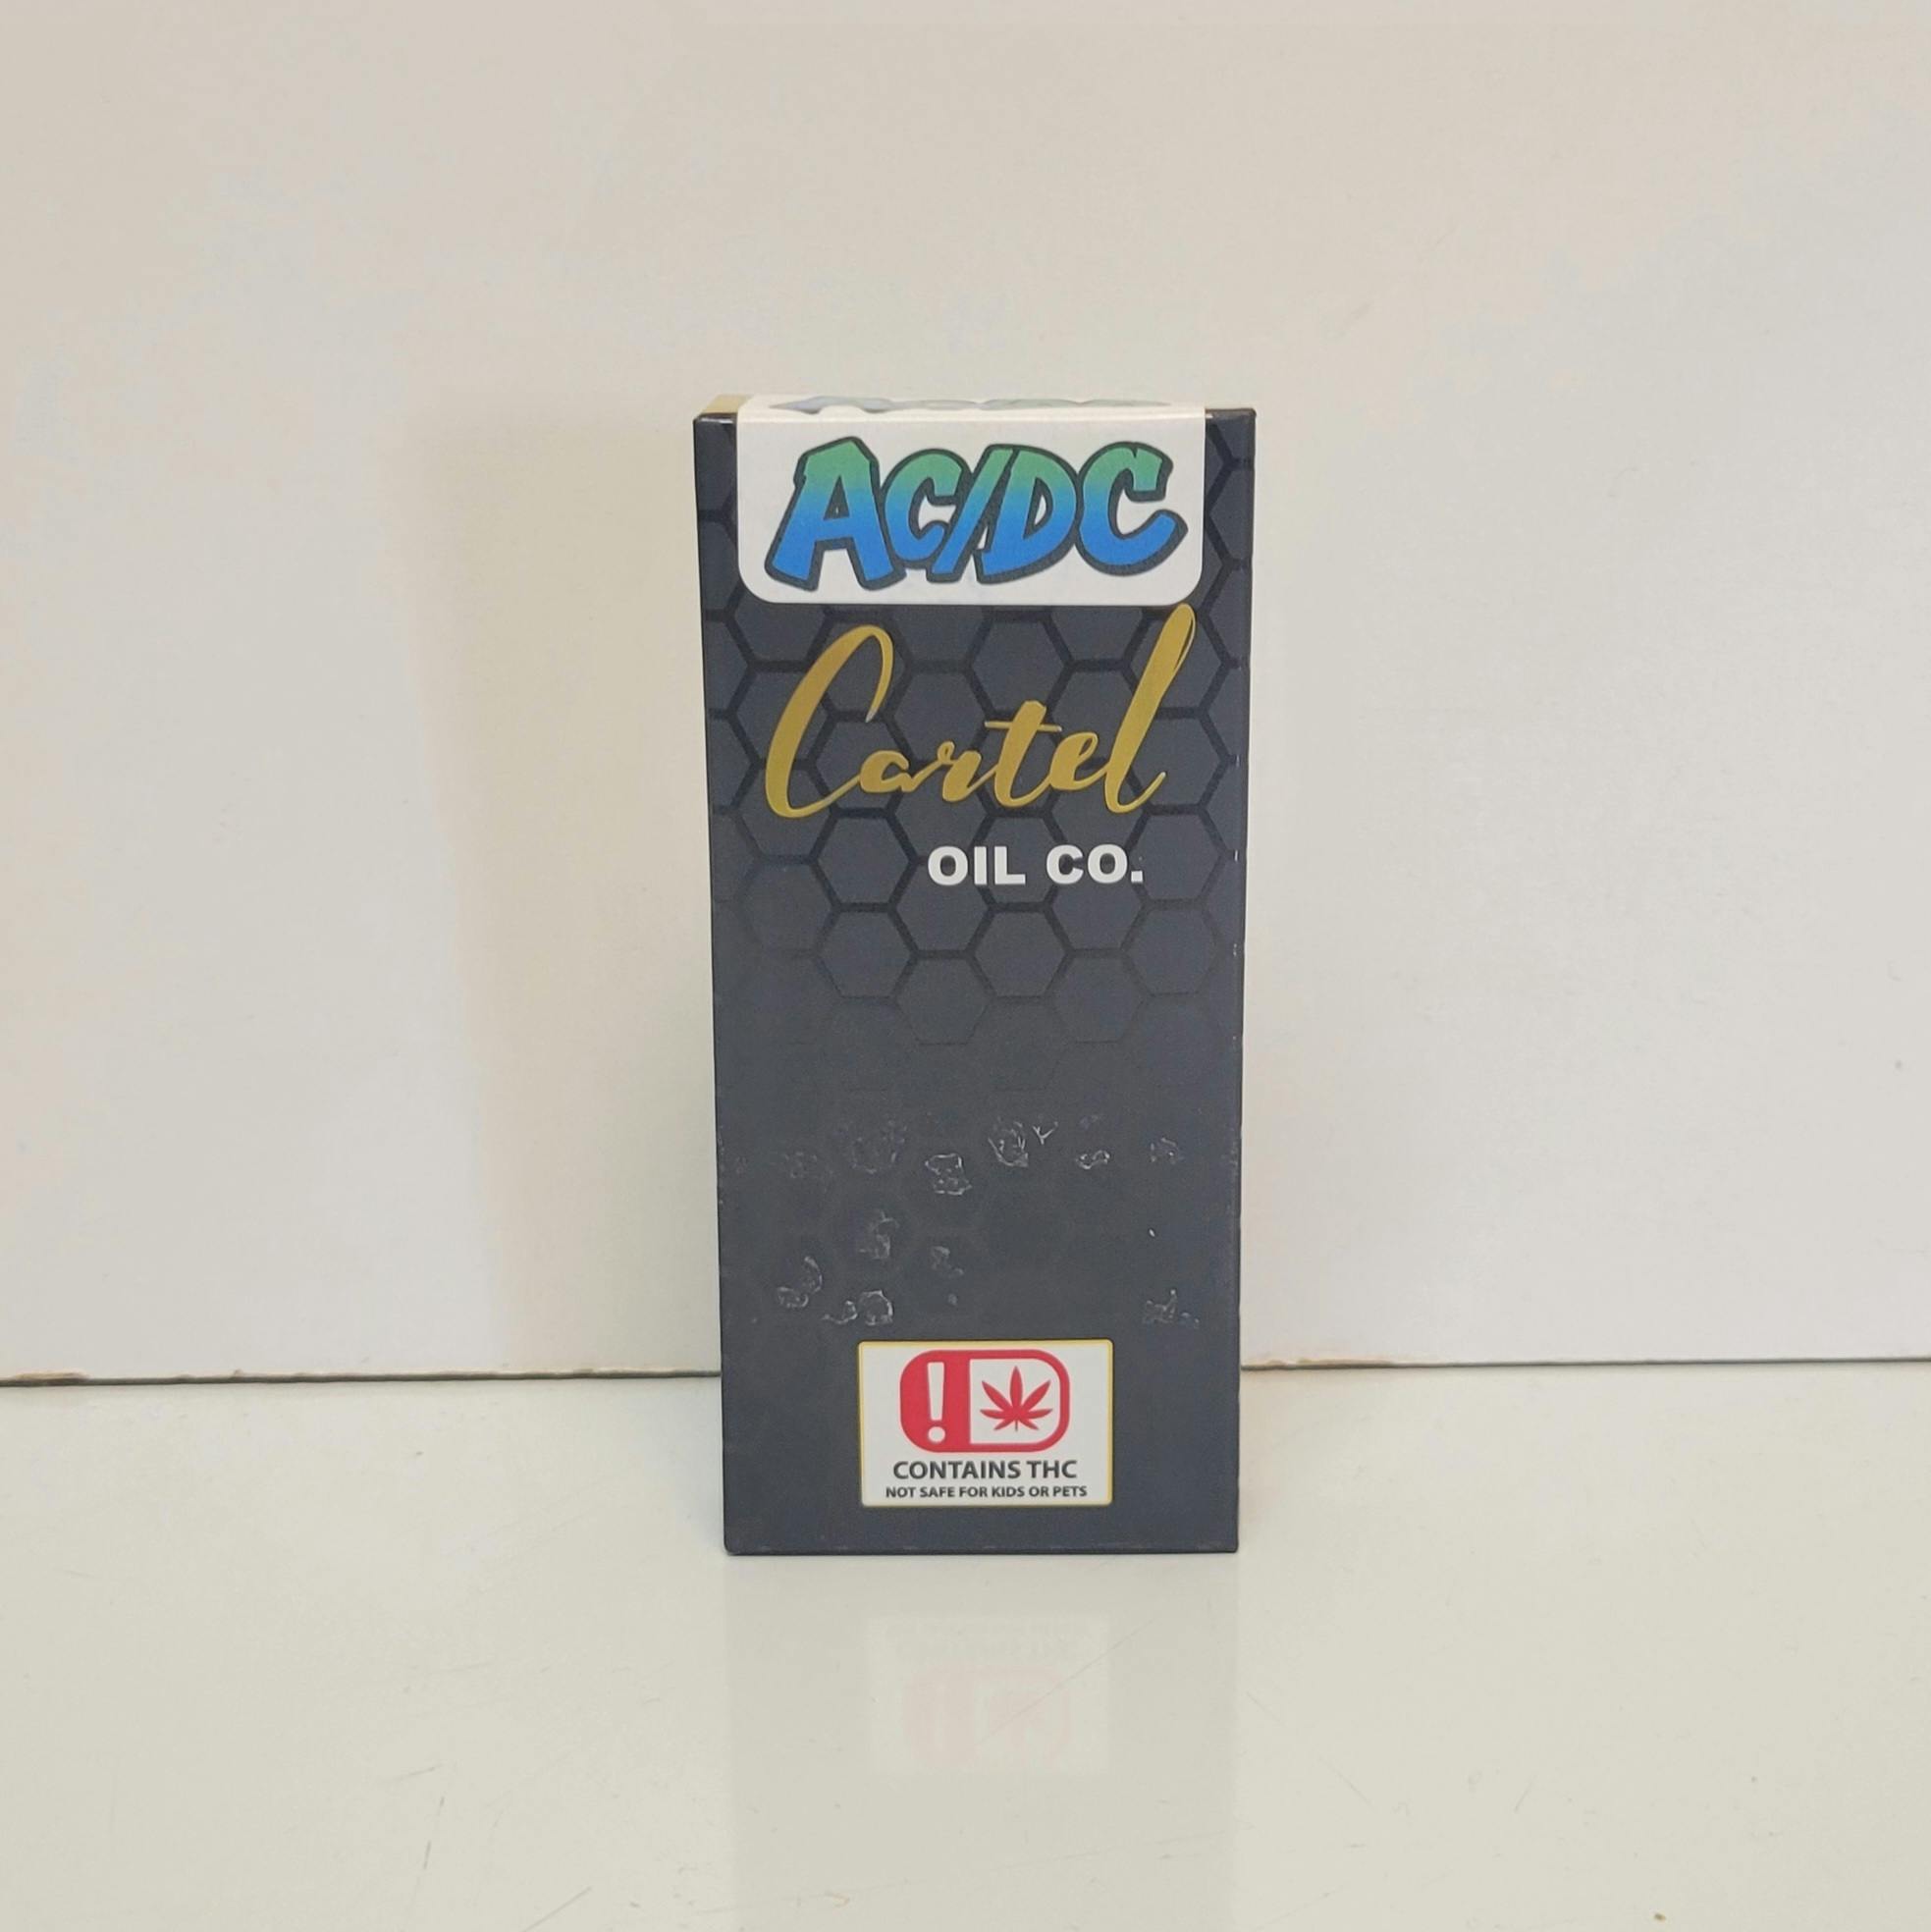 AC/DC
Cartel
OIL CO.
CONTAINS THC
NOT SAFE FOR KIDS OR PETS